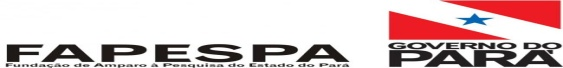 FAPESPA
Fundação de Amparo à Pesquisa do Estado do Pará
GOVERNO DO
PARÁ